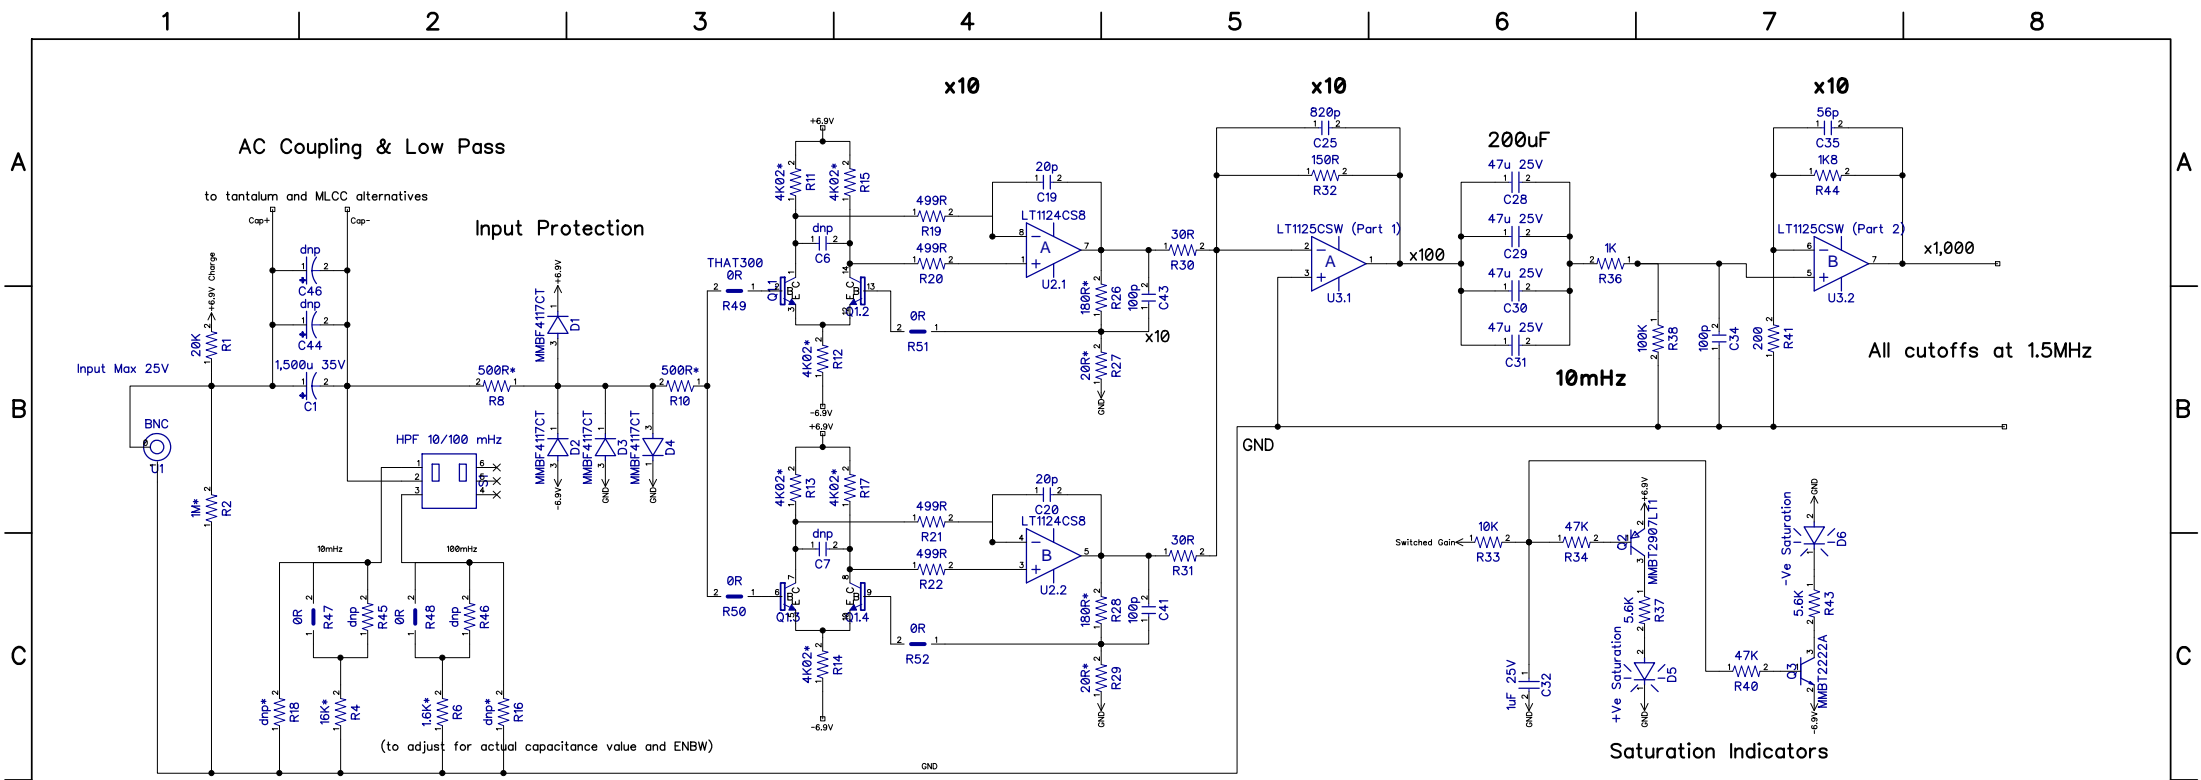 1 2 3 4 5 6 7 8
A
B
C
A
B
C
x10
x10
x10
AC Coupling & Low Pass
to tantalum and MLCC alternatives
Cap+
Cap-
Input Protection
+6.9V Charge
20K
R1
Input Max 25V
BNC
1M*
R2
dnp
C46
dnp
C44
1,500u 35V
C1
HPF 10/100 mHz
10mHz
100mHz
0R
R47
dnp
R45
0R
R48
dnp
R46
dnp*
R18
16K*
R4
1.6K*
R6
dnp*
R16
(to adjust for actual capacitance value and ENBW)
500R*
R8
+6.9V
MMBF4117CT
D1
MMBF4117CT
D2
-6.9V
MMBF4117CT
D3
GND
MMBF4117CT
D4
GND
500R*
R10
THAT300
0R
R49
0R
R50
+6.9V
4K02*
R11
4K02*
R15
dnp
C6
Q1.1
Q1.2
4K02*
R12
-6.9V
+6.9V
4K02*
R13
4K02*
R17
dnp
C7
Q1.3
Q1.4
4K02*
R14
-6.9V
499R
R19
499R
R20
0R
R51
20p
C19
LT1124CS8
A
U2.1
180R*
R26
100p
C43
x10
20R*
R27
GND
499R
R21
499R
R22
0R
R52
20p
C20
LT1124CS8
B
U2.2
180R*
R28
100p
C41
20R*
R29
GND
30R
R30
30R
R31
820p
C25
150R
R32
LT1125CSW (Part 1)
A
U3.1
x100
GND
GND
200uF
47u 25V
C28
47u 25V
C29
47u 25V
C30
47u 25V
C31
10mHz
1K
R36
100K
R38
100p
C34
200
R41
56p
C35
1K8
R44
LT1125CSW (Part 2)
B
U3.2
x1,000
All cutoffs at 1.5MHz
Switched Gain
10K
R33
47K
R34
1uF 25V
C32
GND
+6.9V
Q2
MMBT2907LT1
5.6K
R37
+Ve Saturation
D5
GND
47K
R40
GND
-Ve Saturation
D6
5.6K
R43
Q3
MMBT2222A
-6.9V
Saturation Indicators